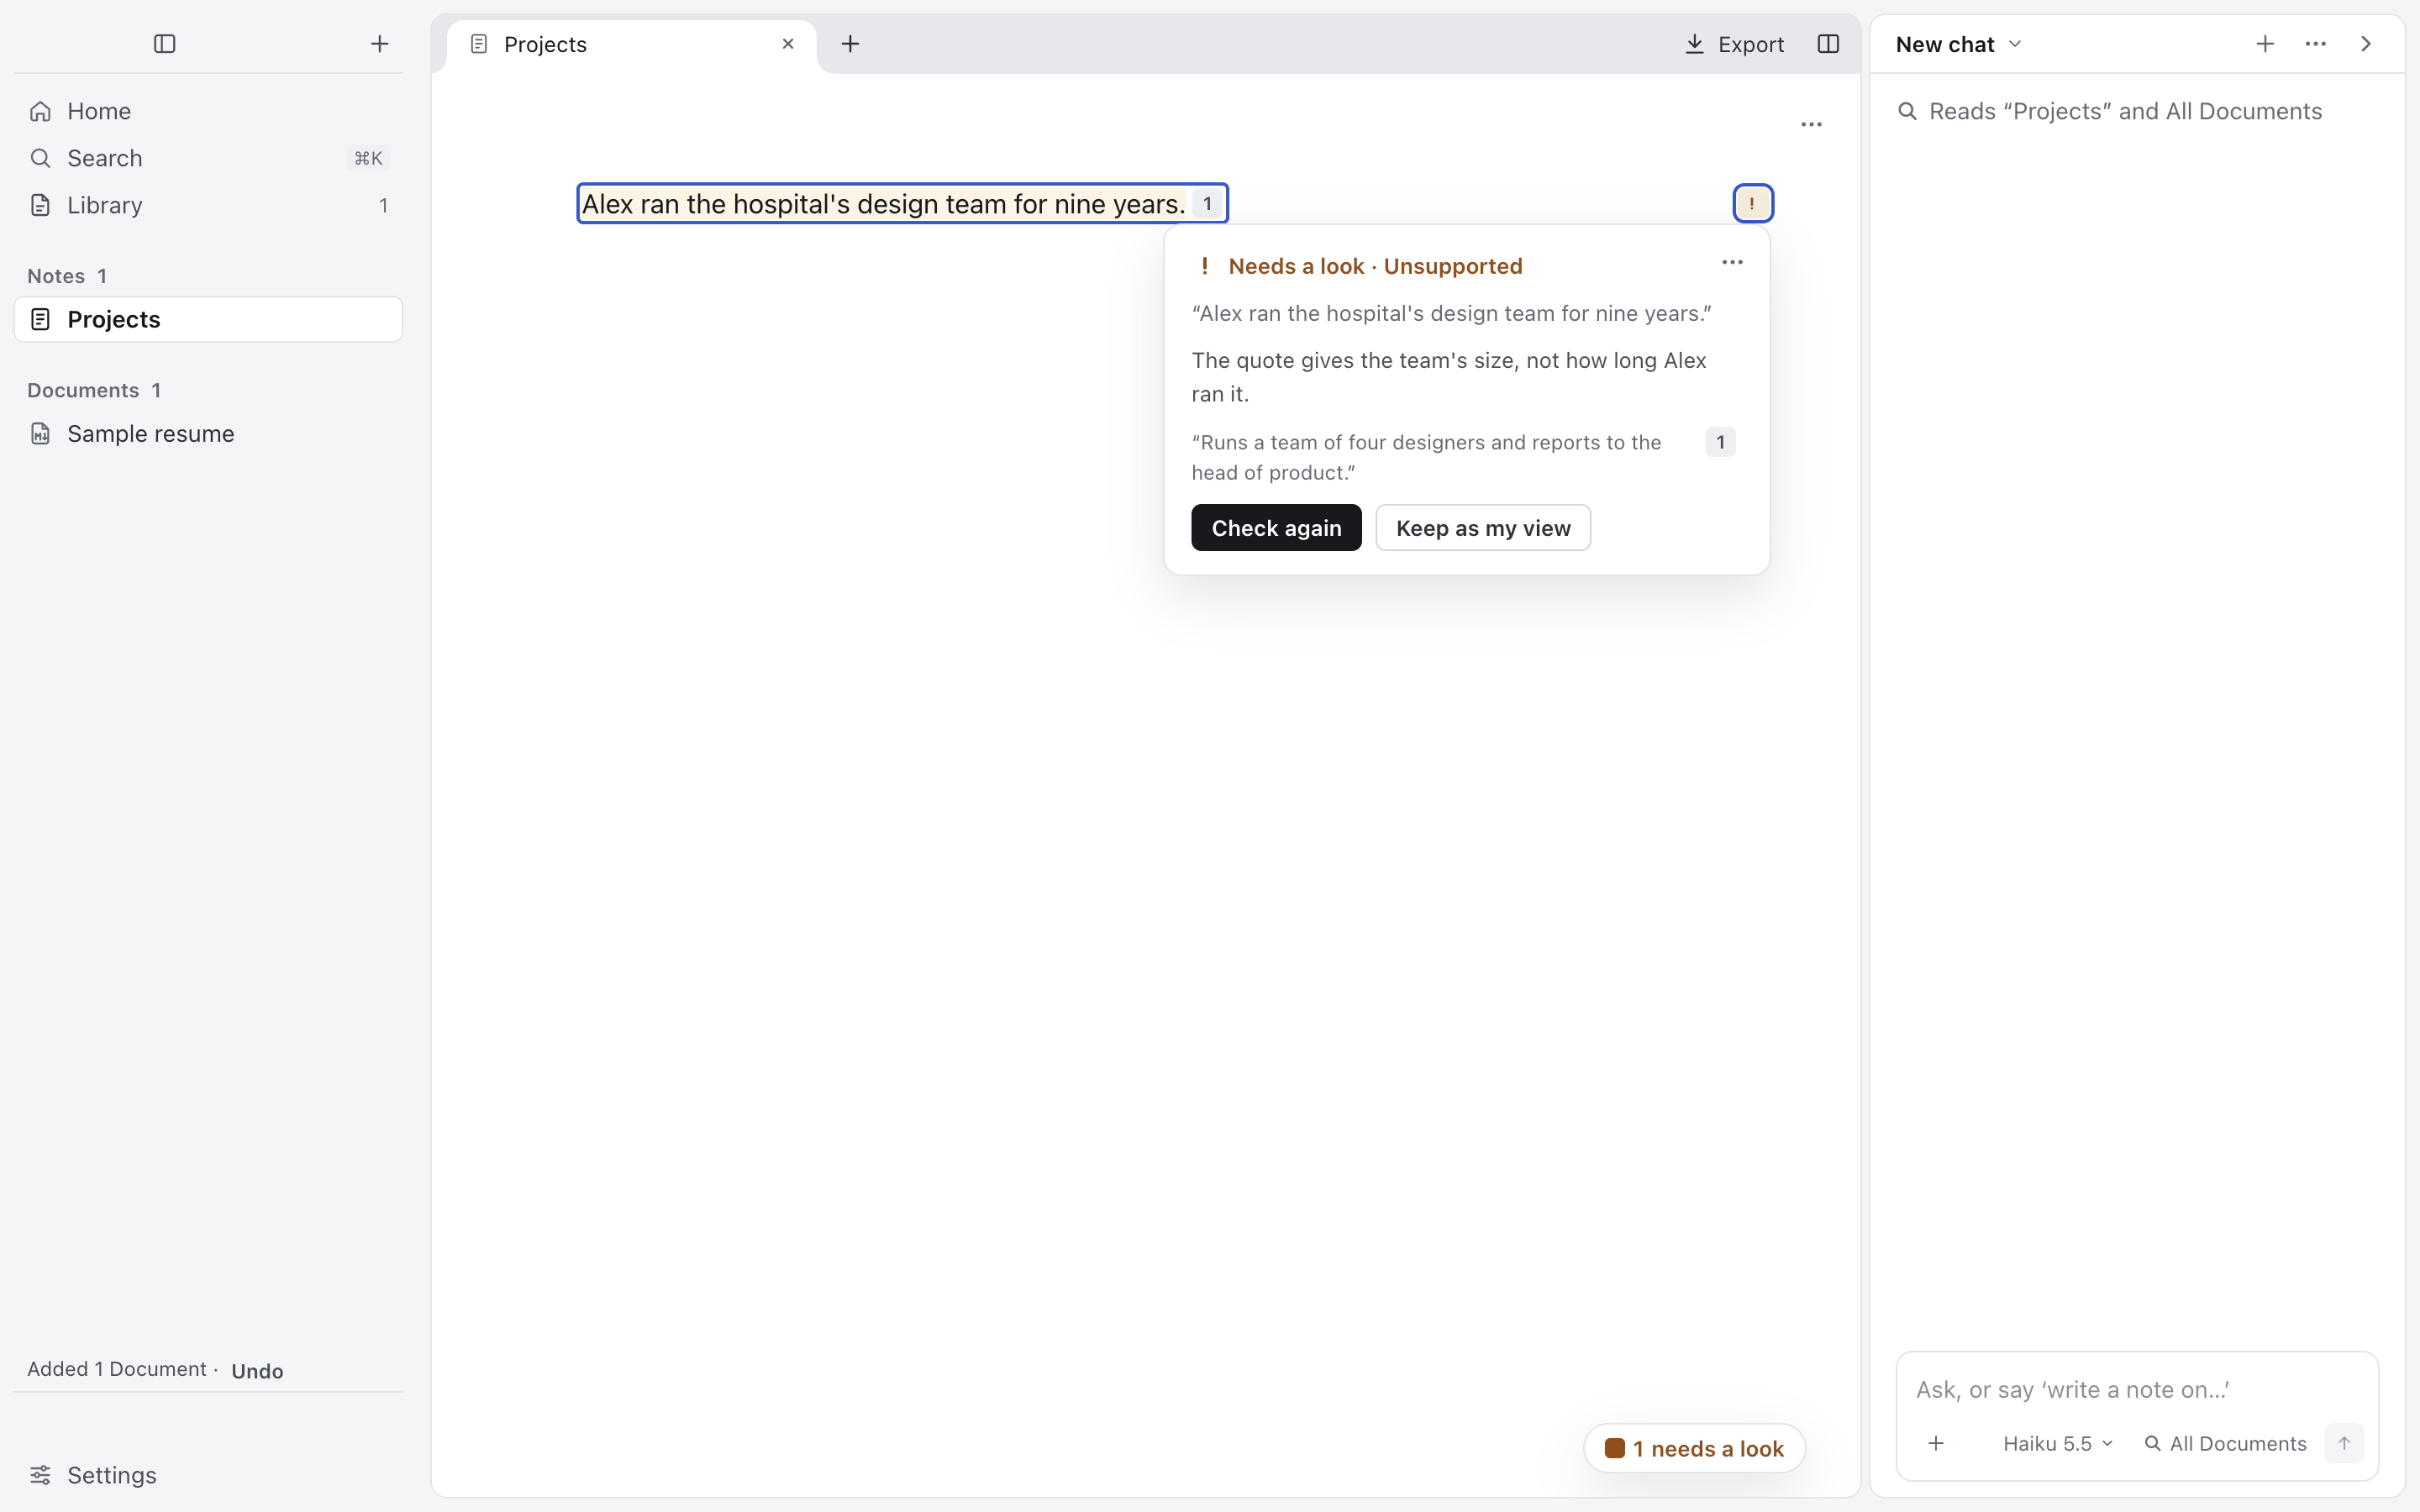 Home
Search ⌘K
Library 1
Notes 1
Projects
Documents 1
Sample resume
Added 1 Document · Undo
Settings
Projects
Export
Alex ran the hospital's design team for nine years. 1
!
! Needs a look · Unsupported
“Alex ran the hospital's design team for nine years.”
The quote gives the team's size, not how long Alex
ran it.
“Runs a team of four designers and reports to the 1
head of product.”
Check again Keep as my view
1 needs a look
New chat
Reads “Projects” and All Documents
Ask, or say ‘write a note on…’
Haiku 5.5 All Documents